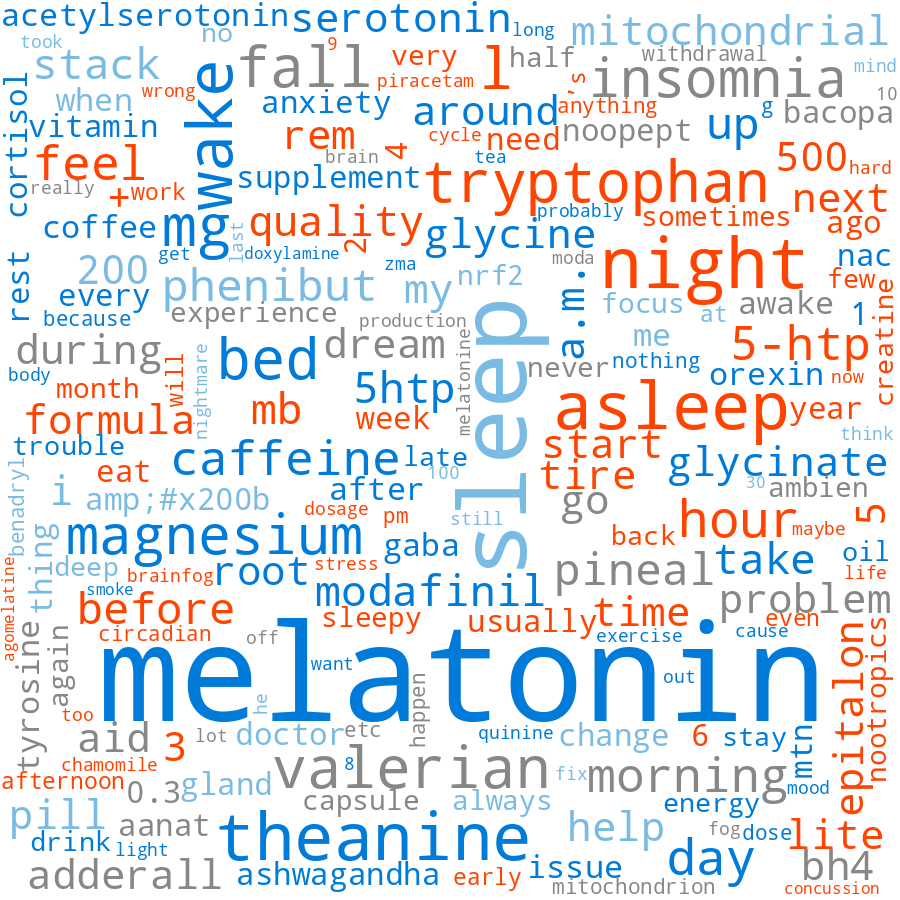 acetylserotonin
serotonin
long
mitochondrial
took
no
very
half
withdrawal
stack
fall
l
insomnia
mind
9
piracetam
's
when
wrong
wake
anxiety
around
anything
g
10
bacopa
vitamin
rem
cycle
need
noopept
up
cortisol
feel
brain
4
tea
500
hard
really
+
work
supplement
tryptophan
next
coffee
mg
quality
2
glycine
probably
sometimes
ago
last
get
doxylamine
zma
moda
night
nac
rest
200
phenibut
my
nrf2
a.m.
few
every
experience
sleep
focus
awake
1
creatine
because
production
me
at
during
bed
dream
never
nothing
5-htp
body
nightmare
will
melatonine
orexin
now
month
5htp
asleep
year
formula
mb
week
start
think
trouble
caffeine
late
tire
glycinate
eat
100
30
i
amp;#x200b
after
go
ambien
benadryl
thing
dosage
pm
still
hour
5
magnesium
back
maybe
deep
brainfog
root
stress
gaba
pineal
take
oil
agomelatine
smoke
modafinil
life
before
sleepy
usually
time
problem
even
tyrosine
again
circadian
off
exercise
cause
melatonin
want
out
epitalon
nootropics
too
he
happen
aid
3
lot
doctor
etc
quinine
change
6
stay
mtn
chamomile
8
afternoon
0.3
gland
valerian
fix
morning
mood
pill
capsule
always
energy
aanat
drink
light
theanine
help
fog
dose
lite
adderall
ashwagandha
early
issue
day
bh4
mitochondrion
concussion